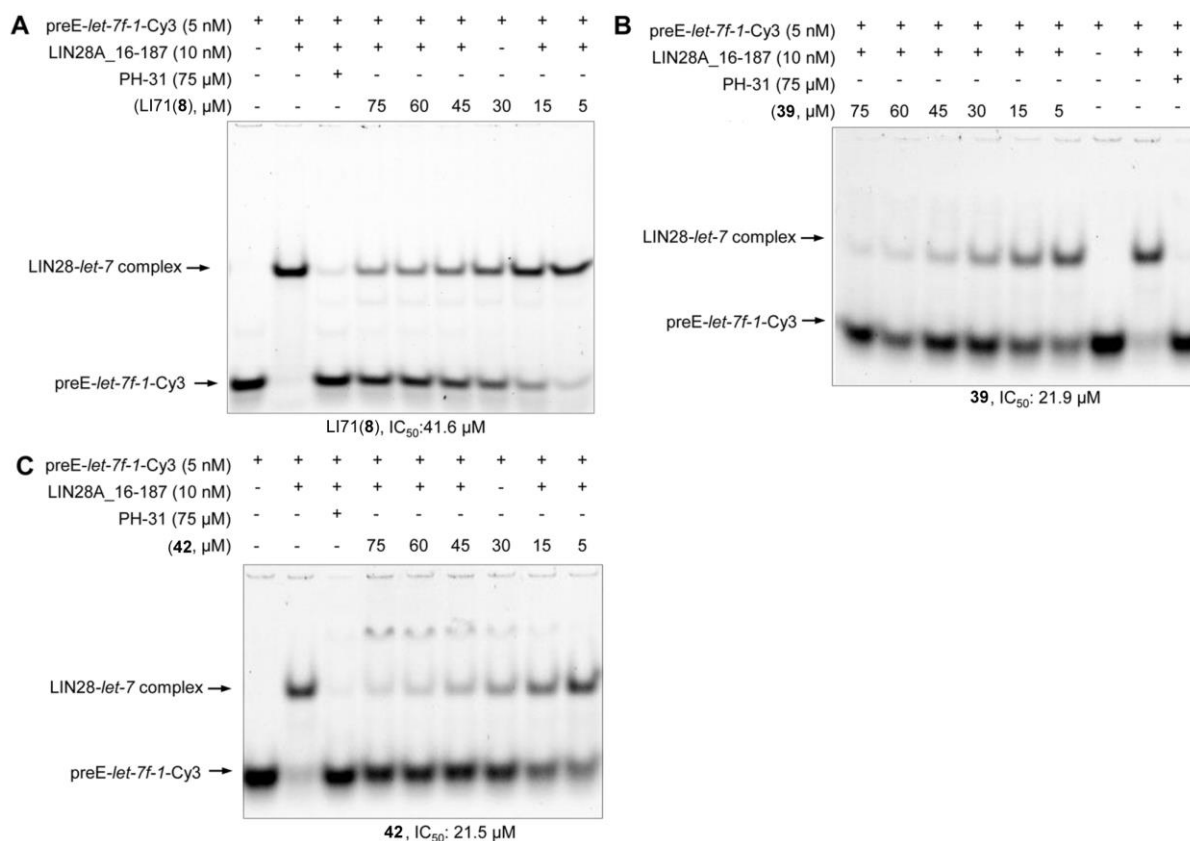 A
preE-let-7f-1-Cy3 (5 nM) + + + + + + + + +
LIN28A_16-187 (10 nM) - + + + + + - + +
PH-31 (75 µM) - - + - - - - - -
(LI71(8), µM) - - - 75 60 45 30 15 5
LIN28-let-7 complex
preE-let-7f-1-Cy3
LI71(8), IC50:41.6 µM
B
preE-let-7f-1-Cy3 (5 nM) + + + + + + + + +
LIN28A_16-187 (10 nM) + + + + + + - + +
PH-31 (75 µM) - - - - - - - - +
(39, µM) 75 60 45 30 15 5 - - -
LIN28-let-7 complex
preE-let-7f-1-Cy3
39, IC50: 21.9 µM
C
preE-let-7f-1-Cy3 (5 nM) + + + + + + + + +
LIN28A_16-187 (10 nM) - + + + + + - + +
PH-31 (75 µM) - - + - - - - - -
(42, µM) - - - 75 60 45 30 15 5
LIN28-let-7 complex
preE-let-7f-1-Cy3
42, IC50: 21.5 µM